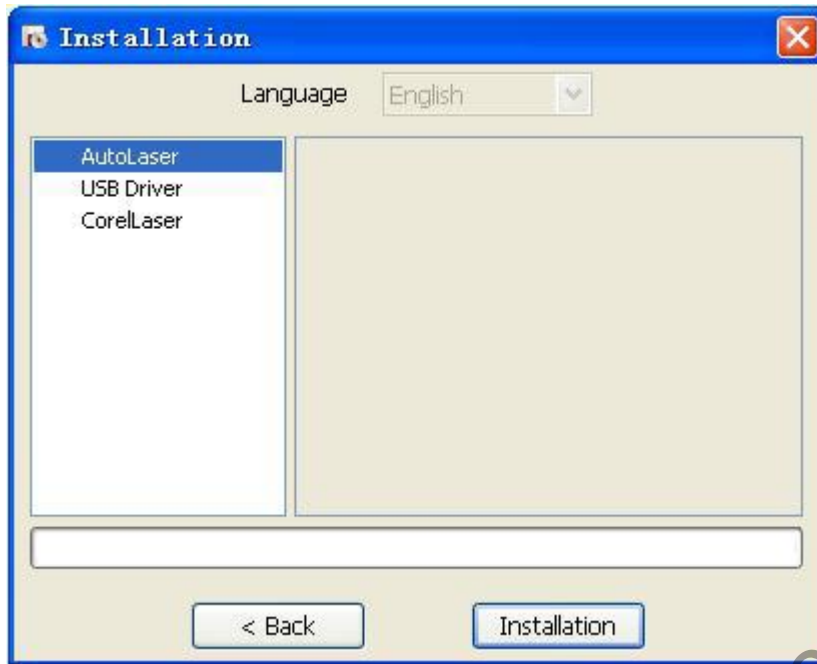 Installation
Language English
AutoLaser
USB Driver
CorelLaser
< Back Installation